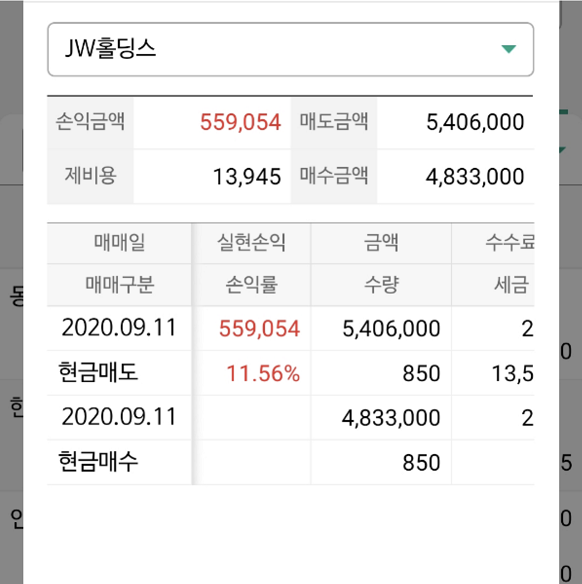 JW홀딩스
손익금액 559,054 매도금액 5,406,000
제비용 13,945 매수금액 4,833,000
매매일 실현손익 금액 수수료
매매구분 손익률 수량 세금
2020.09.11 559,054 5,406,000 2
현금매도 11.56% 850 13,5
2020.09.11 4,833,000 2
현금매수 850
0
5
0
0